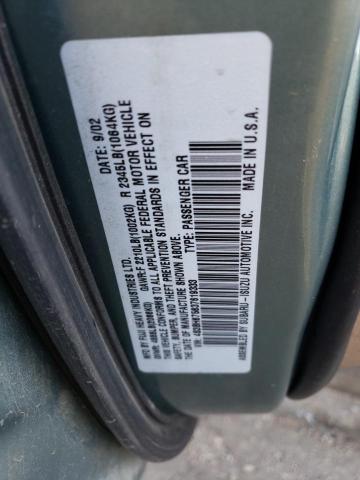 MFD BY FUJI HEAVY INDUSTRIES LTD. DATE: 9/02
GAWR: F 2210LB(1002KG) R 2345LB(1064KG)
THIS VEHICLE CONFORMS TO ALL APPLICABLE FEDERAL MOTOR VEHICLE
SAFETY, BUMPER, AND THEFT PREVENTION STANDARDS IN EFFECT ON
THE DATE OF MANUFACTURE SHOWN ABOVE.
VIN: TYPE: PASSENGER CAR
ASSEMBLED BY SUBARU-ISUZU AUTOMOTIVE INC. MADE IN U.S.A.